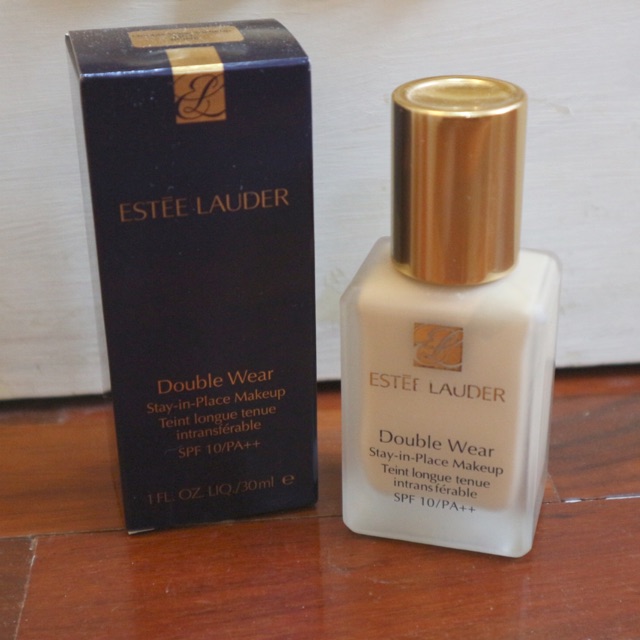 ESTĒE LAUDER
Double Wear
Stay-in-Place Makeup
Teint longue tenue
intransférable
SPF 10/PA++
1 FL. OZ. LIQ./30ml e
ESTĒE LAUDER
Double Wear
Stay-in-Place Makeup
Teint longue tenue
intransférable
SPF 10/PA++